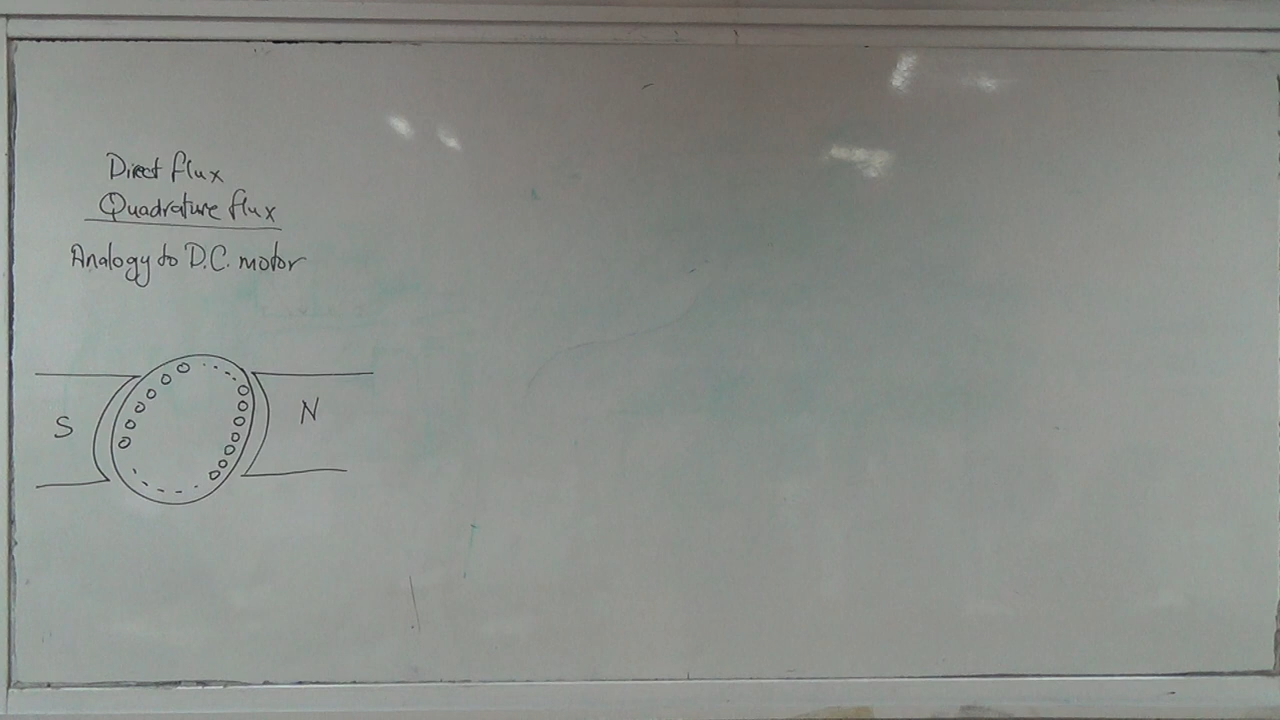 Direct flux
Quadrature flux
Analogy to D.C. motor
S
N